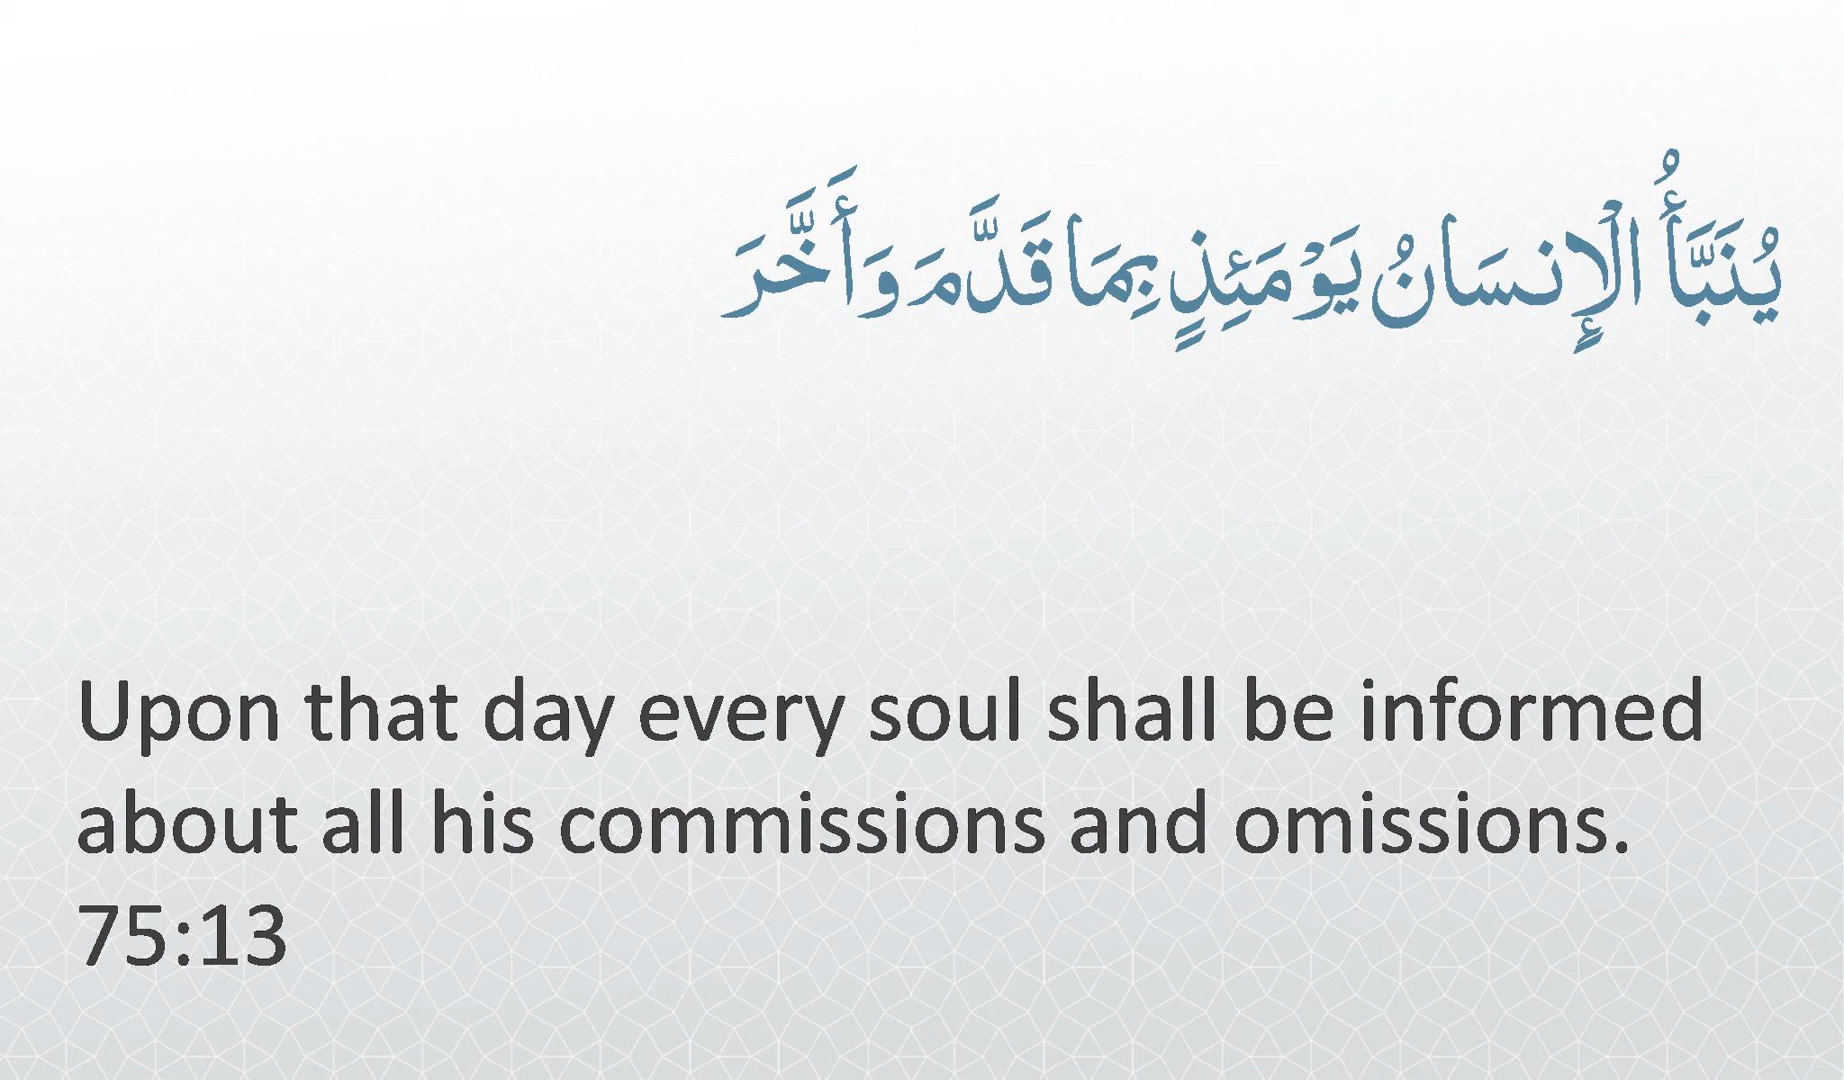 يُنَبَّأُ الْإِنسَانُ يَوْمَئِذٍ بِمَا قَدَّمَ وَأَخَّرَ
Upon that day every soul shall be informed
about all his commissions and omissions.
75:13